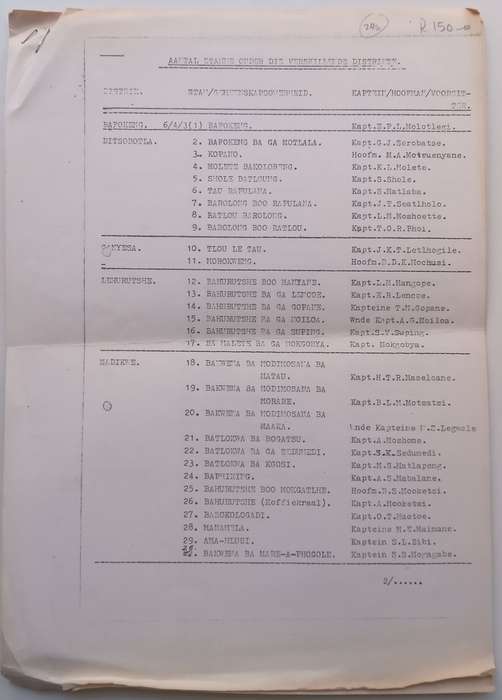 240 R 150-
AANTAL STAMME ONDER DIE VERSKILLENDE DISTRIKTE.
DISTRIK. STAM/GEMEENSKAPSOWERHEID. KAPTEIN/HOOFMAN/VOORSIT-
TER.
BAFOKENG. 6/4/3(1) BAFOKENG. Kapt.E.P.L.Molotlegi.
DITSOBOTLA. 2. BAFOKENG BA GA MOTLALA. Kapt.G.J.Serobatse.
3. KOPANO. Hoofm. M.A.Motsuenyane.
4. MOLETE BAKOLOBENG. Kapt.K.L.Molete.
5. SHOLE BATLOUNG. Kapt.S.Shole.
6. TAU RAPULANA. Kapt.S.Matlaba.
7. BAROLONG BOO RAPULANA. Kapt.J.T.Seatlholo.
8. RATLOU BAROLONG. Kapt.L.M.Moshoette.
9. BAROLONG BOO RATLOU. Kapt.T.O.R.Phoi.
GANYESA. 10. TLOU LE TAU. Kapt.J.K.T.Letlhogile.
11. MOROKWENG. Hoofm.D.D.K.Mochusi.
LEHURUTSHE. 12. BAHURUTSHE BOO MANYANE. Kapt.L.M.Mangope.
13. BAHURUTSHE BA GA LENCOE. Kapt.E.R.Lencoe.
14. BAHURUTSHE BA GA GOPANE. Kapteine T.N.Gopane.
15. BAHURUTSHE BA GA MOILOA. Wnde Kapt.A.G.Moiloa.
16. BAHURUTSHE BA GA SUPING. Kapt.S.V.Suping.
17. BA MALETE BA GA MOKGOBYA. Kapt. Mokgobya.
MADIKWE. 18. BAKWENA BA MODIMOSANA BA
MATAU. Kapt.H.T.R.Maseloane.
19. BAKWENA BA MODIMOSANA BA
MORARE. Kapt.B.L.M.Motsatsi.
20. BAKWENA BA MODIMOSANA BA
MAAKA. Wnde Kapteine
21. BATLOKWA BA BOGATSU. Kapt.A.Moshome.
22. BATLOKWA BA GA SEDUMEDI. Kapt.S.K.Sedumedi.
23. BATLOKWA BA KGOSI. Kapt.M.G.Matlapeng.
24. BAPHIRING. Kapt.A.S.Mabalane.
25. BAHURUTSHE BOO MOKGATLHE. Hoofm.B.S.Mooketsi.
26. BAHURUTSHE (Koffiekraal). Kapt.A.Mooketsi.
27. BATLOLOGADI. Kapt.O.T.Maotoe.
28. MANAMELA. Kapteine M.E.Maimane.
29. AMA-HLUBI. Kaptein S.L.Zibi.
BAKWENA BA MARE-A-PHOGOLE. Kaptein S.S.Mogagabe.
2/......